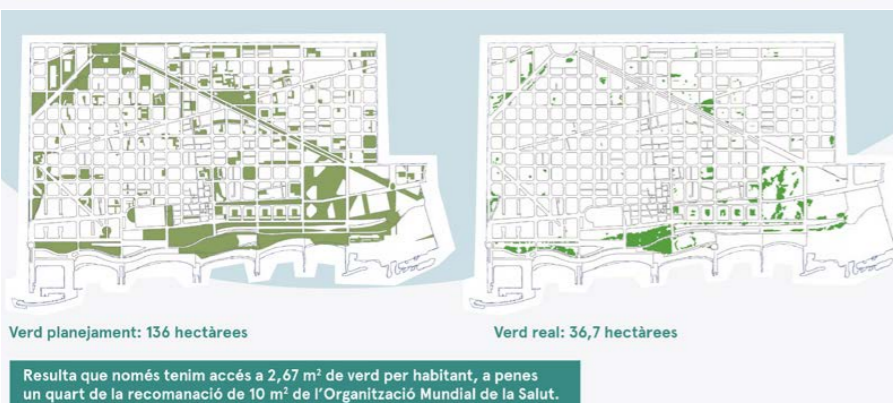 Verd planejament: 136 hectàrees
Verd real: 36,7 hectàrees
Resulta que només tenim accés a 2,67 m² de verd per habitant, a penes
un quart de la recomanació de 10 m² de l'Organització Mundial de la Salut.